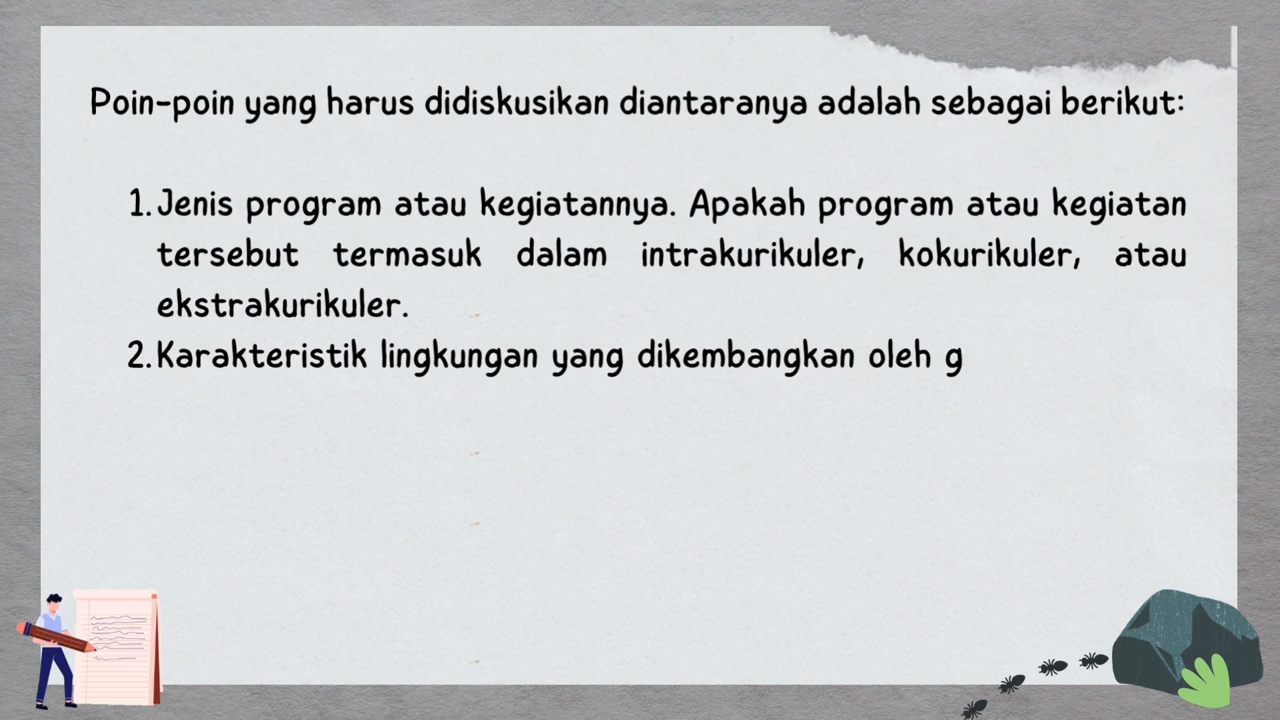 Poin-poin yang harus didiskusikan diantaranya adalah sebagai berikut:
1. Jenis program atau kegiatannya. Apakah program atau kegiatan
tersebut termasuk dalam intrakurikuler, kokurikuler, atau
ekstrakurikuler.
2. Karakteristik lingkungan yang dikembangkan oleh g